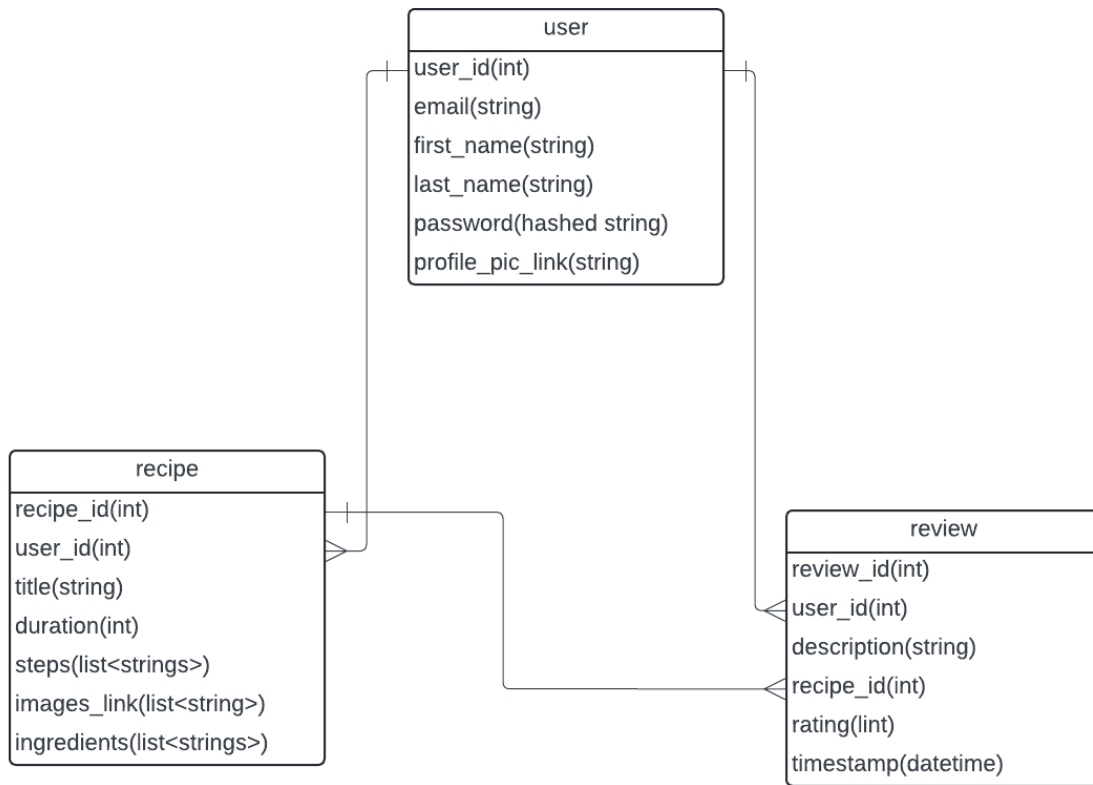 user
user_id(int)
email(string)
first_name(string)
last_name(string)
password(hashed string)
profile_pic_link(string)
recipe
recipe_id(int)
user_id(int)
title(string)
duration(int)
steps(list<strings>)
images_link(list<string>)
ingredients(list<strings>)
review
review_id(int)
user_id(int)
description(string)
recipe_id(int)
rating(lint)
timestamp(datetime)